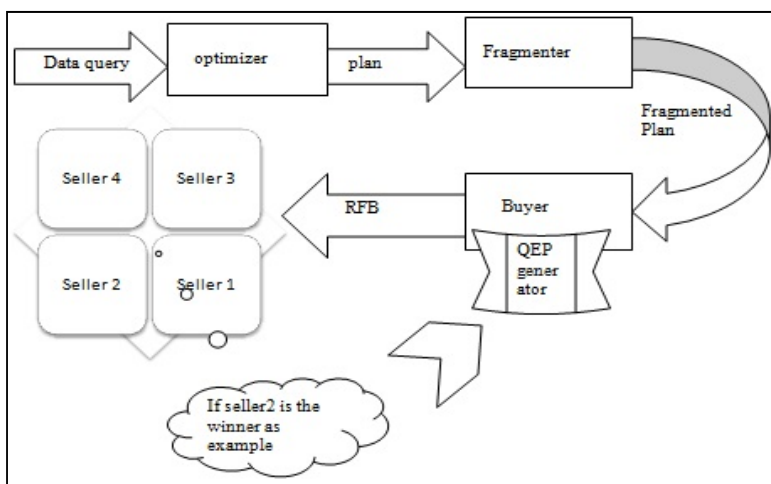 Data query
optimizer
plan
Fragmenter
Fragmented
Plan
Seller 4
Seller 3
RFB
Buyer
QEP
gener
ator
Seller 2
Seller 1
If seller2 is the
winner as
example